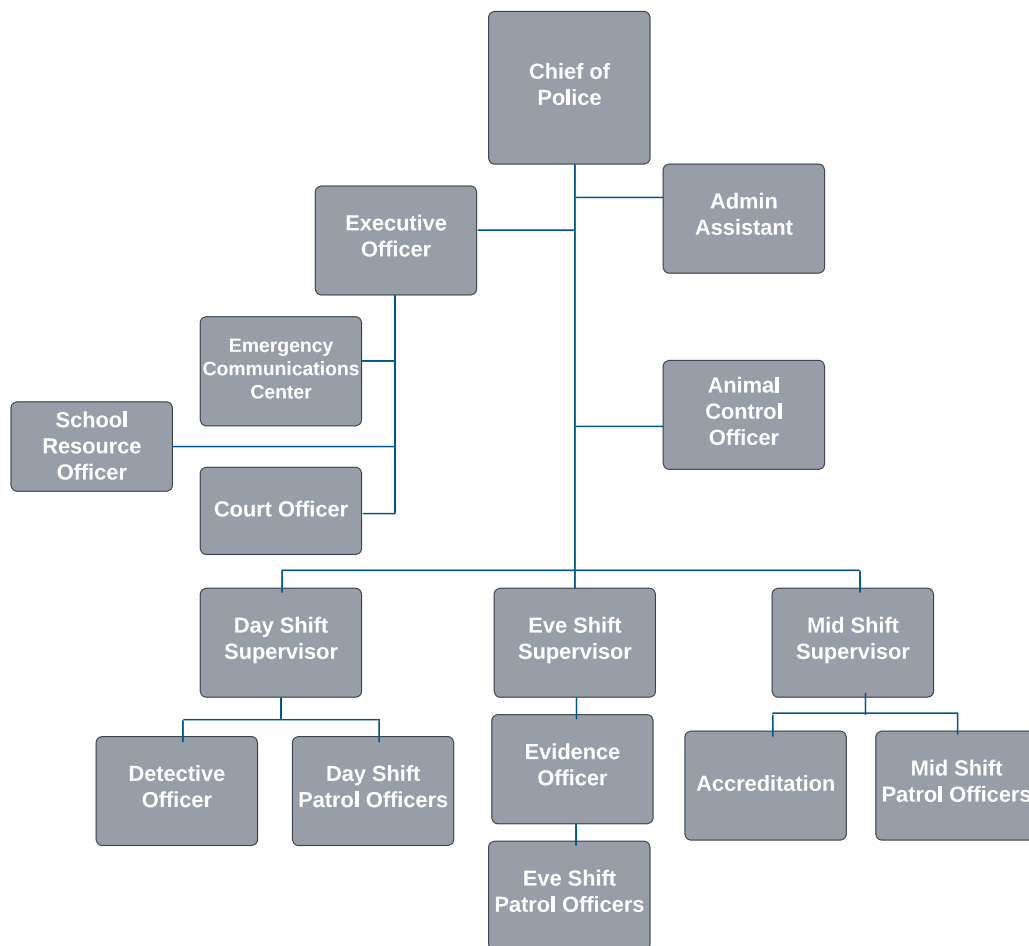 Chief of
Police
Admin
Assistant
Executive
Officer
Emergency
Communications
Center
Animal
Control
Officer
School
Resource
Officer
Court Officer
Day Shift
Supervisor
Eve Shift
Supervisor
Mid Shift
Supervisor
Detective
Officer
Day Shift
Patrol Officers
Evidence
Officer
Accreditation
Mid Shift
Patrol Officers
Eve Shift
Patrol Officers